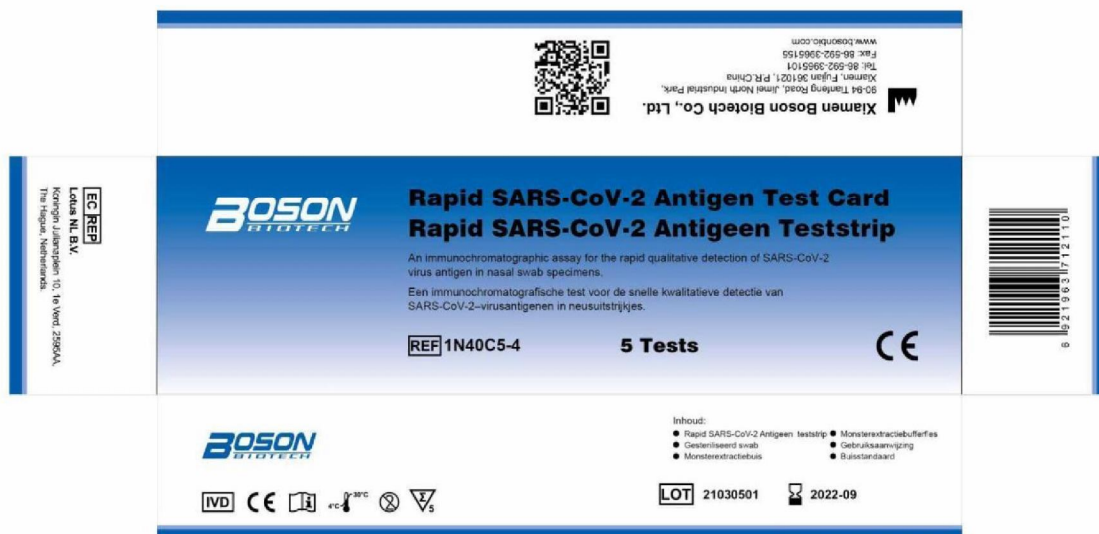 Xiamen Boson Biotech Co., Ltd.
90-94 Tianfeng Road, Jimei North Industrial Park,
Xiamen, Fujian 361021, P.R.China
Tel: 86-592-3965101
Fax: 86-592-3965155
www.bosonbio.com
EC REP
Lotus NL B.V.
Koningin Julianaplein 10, 1e Verd, 2595AA,
The Hague, Netherlands.
BOSON
BIOTECH
Rapid SARS-CoV-2 Antigen Test Card
Rapid SARS-CoV-2 Antigeen Teststrip
An immunochromatographic assay for the rapid qualitative detection of SARS-CoV-2
virus antigen in nasal swab specimens.
Een immunochromatografische test voor de snelle kwalitatieve detectie van
SARS-CoV-2–virusantigenen in neusuitstrijkjes.
REF 1N40C5-4 5 Tests CE
6921963712110
BOSON
BIOTECH
IVD CE 4°C 30°C 2 Σ 5
Inhoud:
● Rapid SARS-CoV-2 Antigeen teststrip ● Monsterextractiebufferfles
● Gesteriliseerd swab ● Gebruiksaanwijzing
● Monsterextractiebuis ● Buisstandaard
LOT 21030501 2022-09